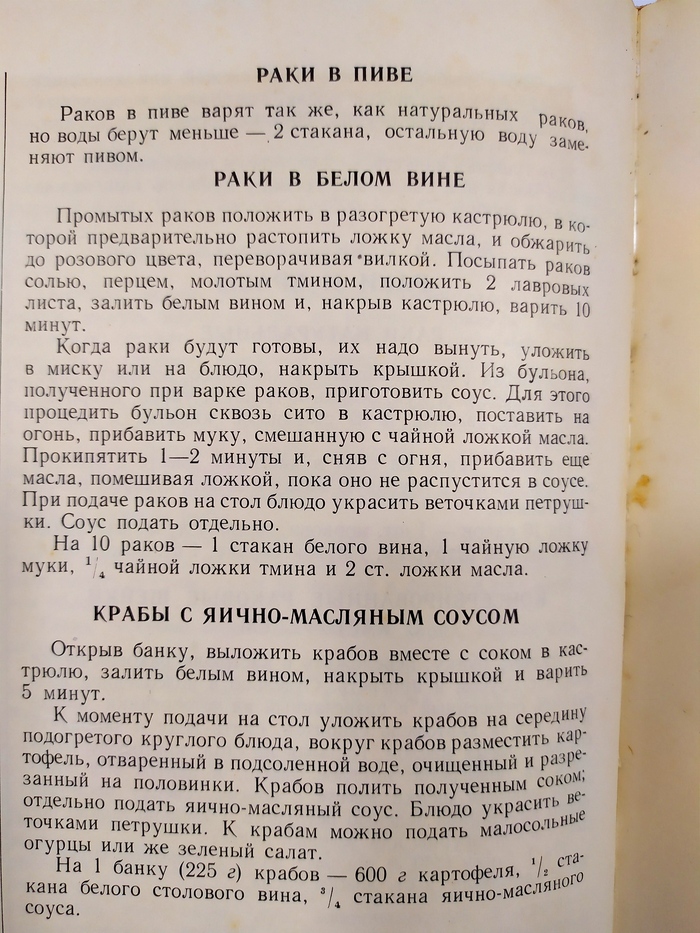 РАКИ В ПИВЕ
Раков в пиве варят так же, как натуральных раков,
но воды берут меньше — 2 стакана, остальную воду заме-
няют пивом.
РАКИ В БЕЛОМ ВИНЕ
Промытых раков положить в разогретую кастрюлю, в ко-
торой предварительно растопить ложку масла, и обжарить
до розового цвета, переворачивая вилкой. Посыпать раков
солью, перцем, молотым тмином, положить 2 лавровых
листа, залить белым вином и, накрыв кастрюлю, варить 10
минут.
Когда раки будут готовы, их надо вынуть, уложить
в миску или на блюдо, накрыть крышкой. Из бульона,
полученного при варке раков, приготовить соус. Для этого
процедить бульон сквозь сито в кастрюлю, поставить на
огонь, прибавить муку, смешанную с чайной ложкой масла.
Прокипятить 1—2 минуты и, сняв с огня, прибавить еще
масла, помешивая ложкой, пока оно не распустится в соусе.
При подаче раков на стол блюдо украсить веточками петруш-
ки. Соус подать отдельно.
На 10 раков — 1 стакан белого вина, 1 чайную ложку
муки, 1/4 чайной ложки тмина и 2 ст. ложки масла.
КРАБЫ С ЯИЧНО-МАСЛЯНЫМ СОУСОМ
Открыв банку, выложить крабов вместе с соком в кас-
трюлю, залить белым вином, накрыть крышкой и варить
5 минут.
К моменту подачи на стол уложить крабов на середину
подогретого круглого блюда, вокруг крабов разместить кар-
тофель, отваренный в подсоленной воде, очищенный и разре-
занный на половинки. Крабов полить полученным соком;
отдельно подать яично-масляный соус. Блюдо украсить ве-
точками петрушки. К крабам можно подать малосольные
огурцы или же зеленый салат.
На 1 банку (225 г) крабов — 600 г картофеля, 1/2 ста-
кана белого столового вина, 3/4 стакана яично-масляного
соуса.